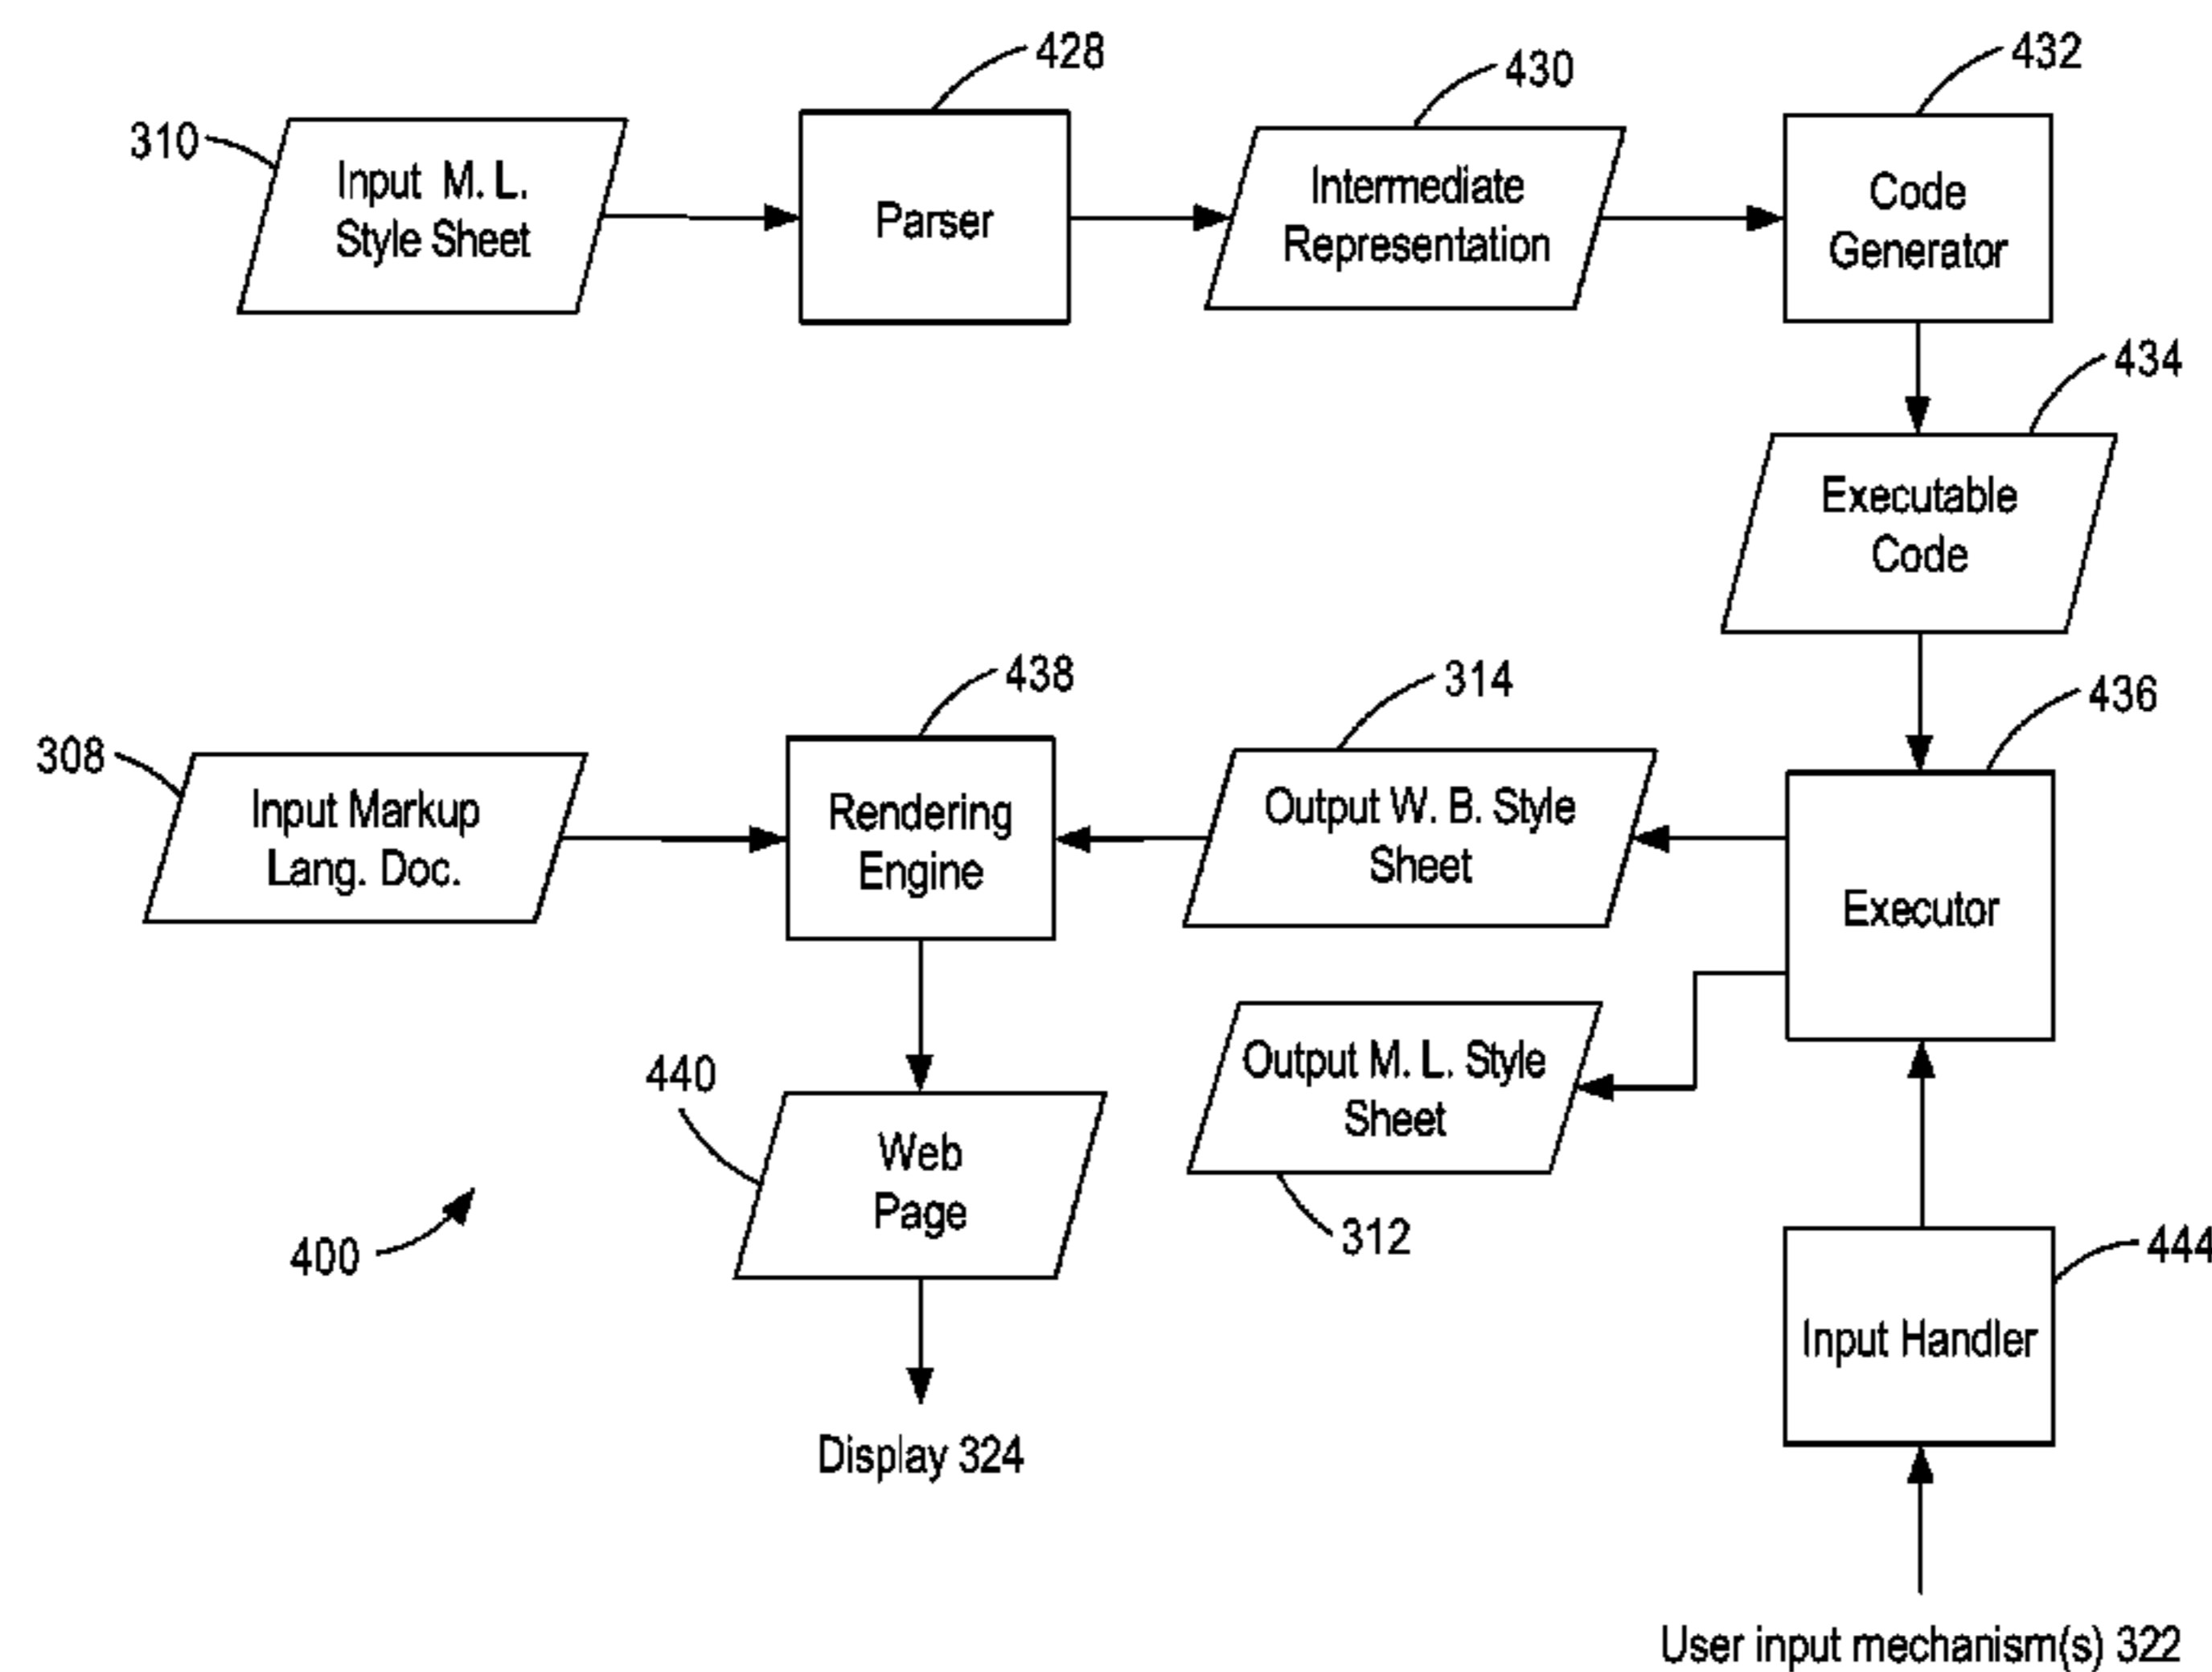 428
430
432
310
Input M. L.
Style Sheet
Parser
Intermediate
Representation
Code
Generator
434
Executable
Code
438
314
436
308
Input Markup
Lang. Doc.
Rendering
Engine
Output W. B. Style
Sheet
Executor
440
Output M. L. Style
Sheet
Web
Page
400
312
444
Input Handler
Display 324
User input mechanism(s) 322